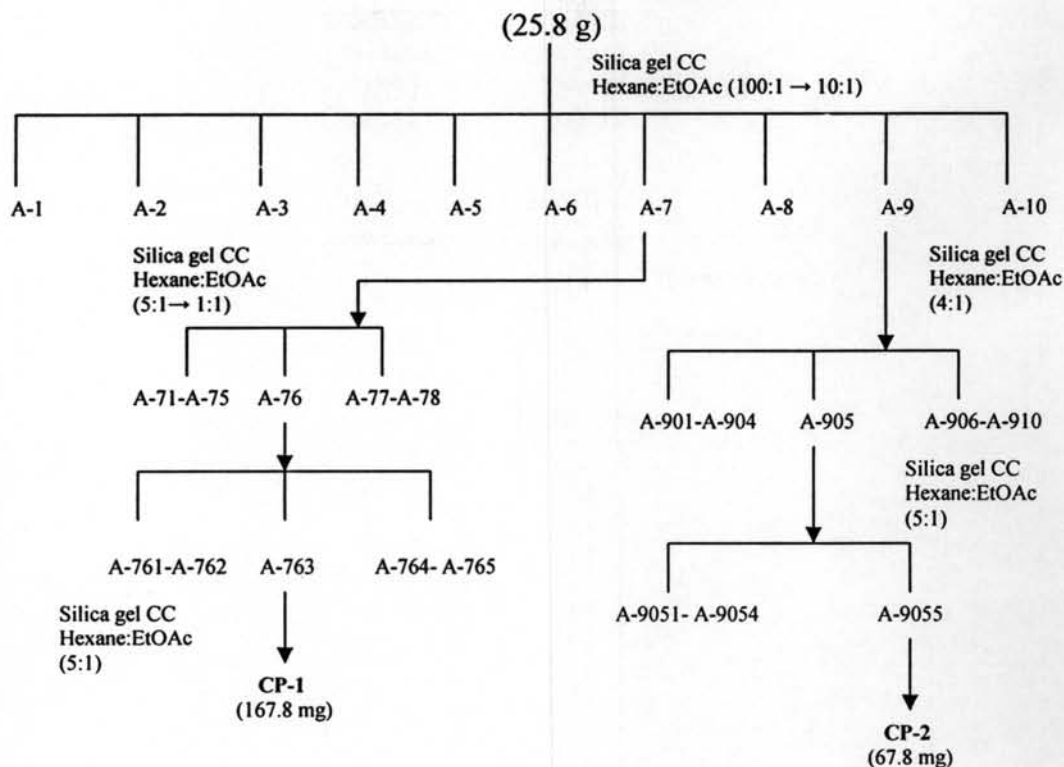 (25.8 g)
Silica gel CC
Hexane:EtOAc (100:1 → 10:1)
A-1 A-2 A-3 A-4 A-5 A-6 A-7 A-8 A-9 A-10
Silica gel CC
Hexane:EtOAc
(5:1→ 1:1)
Silica gel CC
Hexane:EtOAc
(4:1)
A-71-A-75 A-76 A-77-A-78
A-901-A-904 A-905 A-906-A-910
Silica gel CC
Hexane:EtOAc
(5:1)
A-761-A-762 A-763 A-764- A-765
Silica gel CC
Hexane:EtOAc
(5:1)
A-9051- A-9054 A-9055
CP-1
(167.8 mg)
CP-2
(67.8 mg)